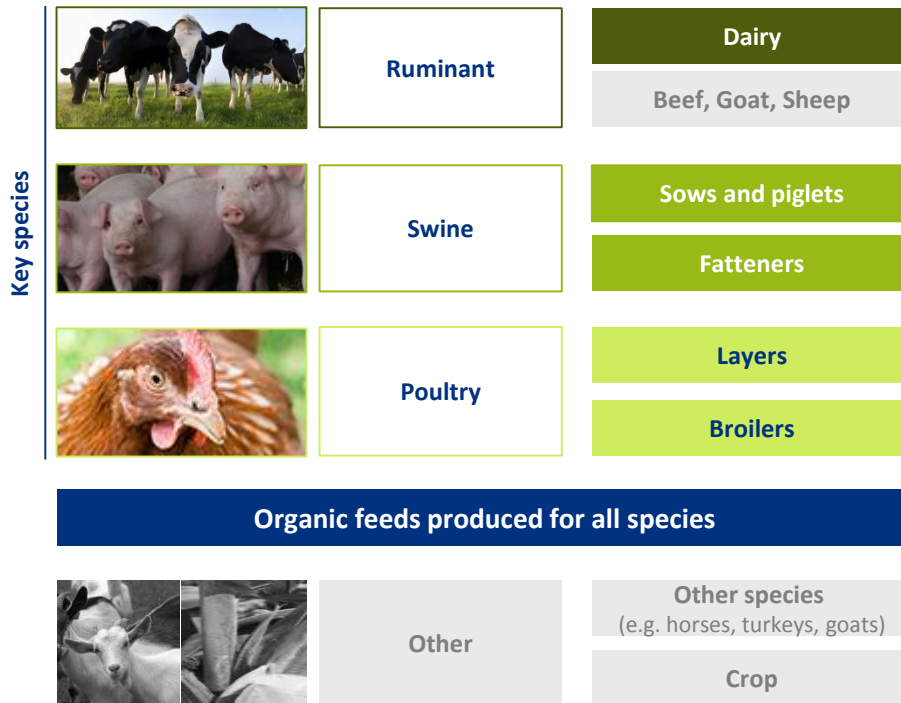 Key species
Ruminant
Dairy
Beef, Goat, Sheep
Swine
Sows and piglets
Fatteners
Poultry
Layers
Broilers
Organic feeds produced for all species
Other
Other species
(e.g. horses, turkeys, goats)
Crop